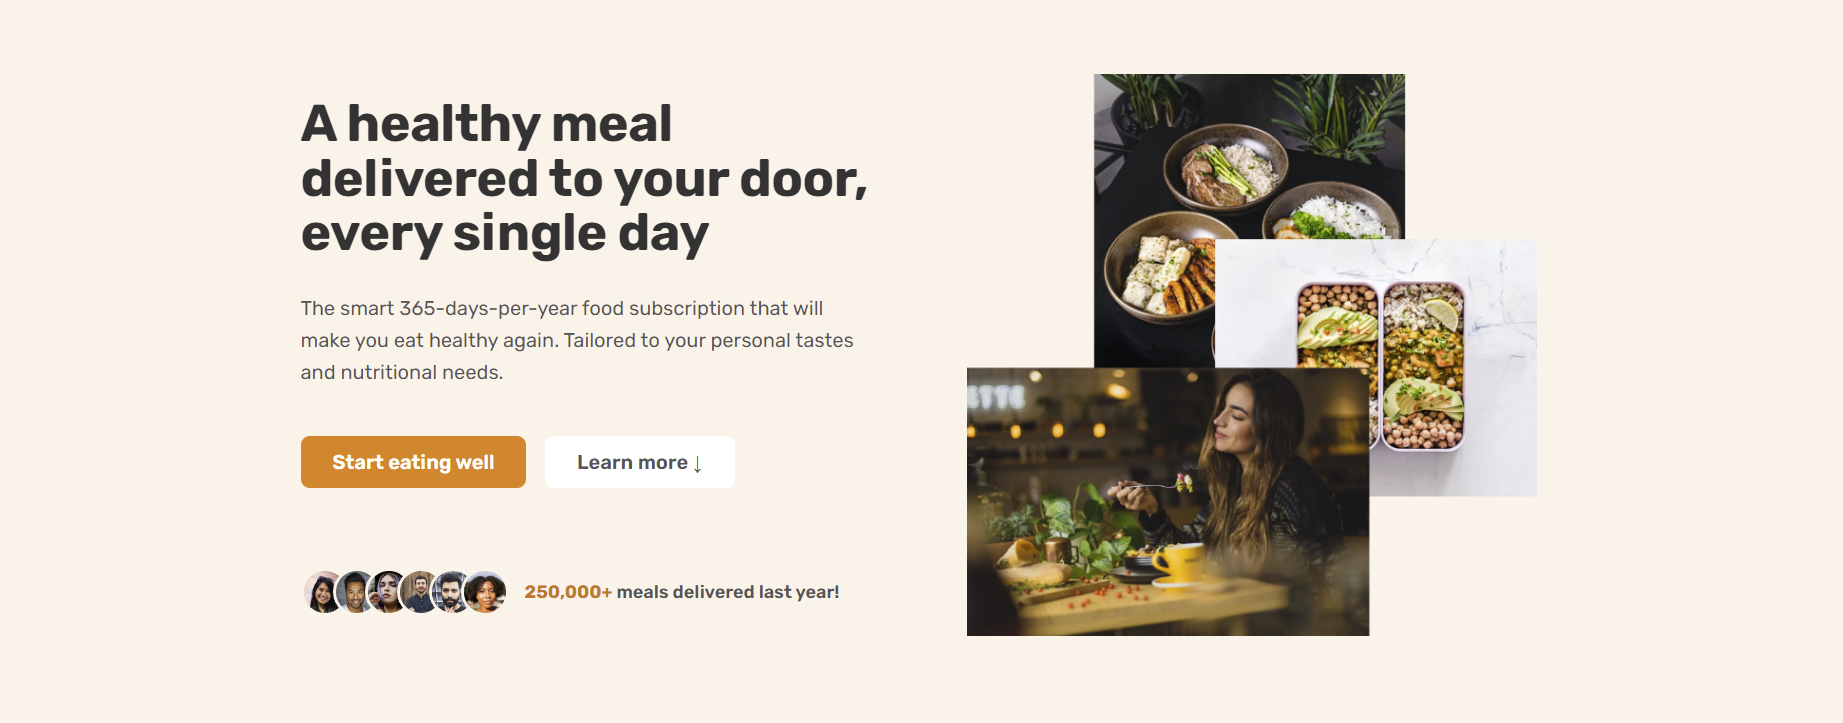 A healthy meal
delivered to your door,
every single day
The smart 365-days-per-year food subscription that will
make you eat healthy again. Tailored to your personal tastes
and nutritional needs.
Start eating well
Learn more ↓
250,000+ meals delivered last year!
ETTE